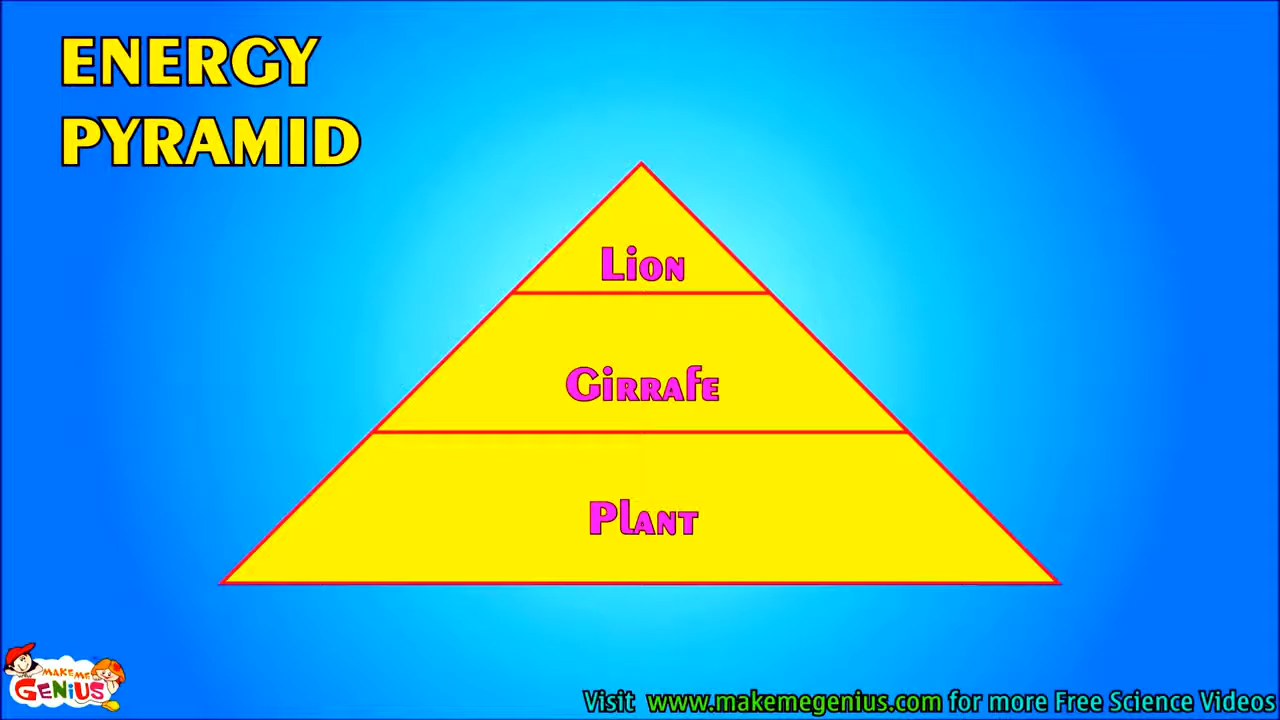 ENERGY
PYRAMID
Lion
Girrafe
Plant
MAKE ME
GENIUS
Visit www.makemegenius.com for more Free Science Videos